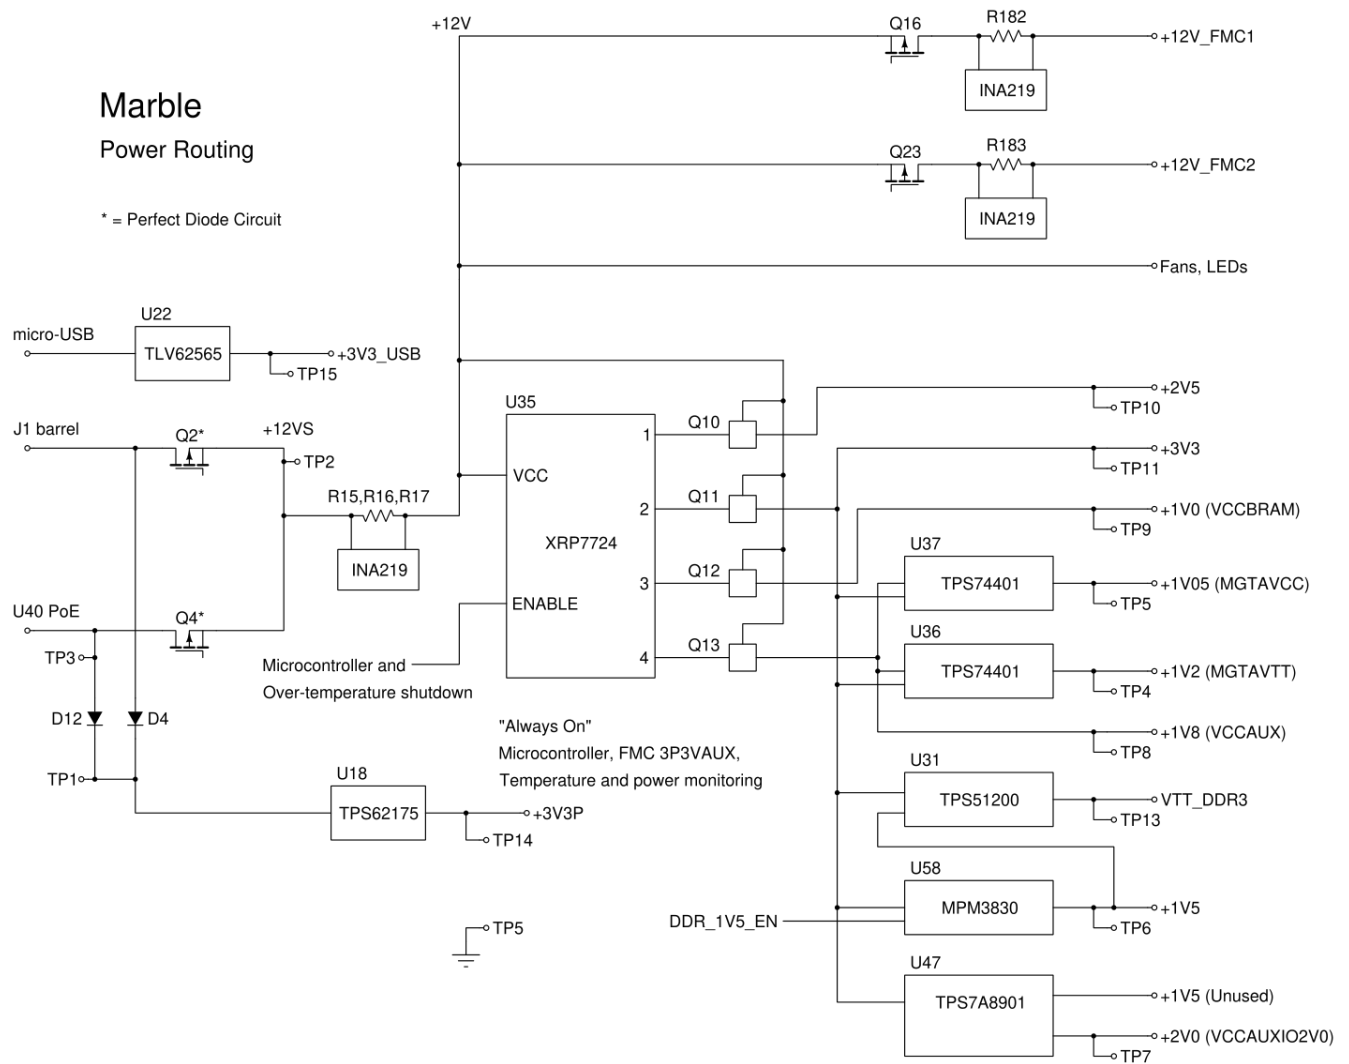 +12V
Q16
R182
+12V_FMC1
INA219
Marble
Power Routing
* = Perfect Diode Circuit
Q23
R183
+12V_FMC2
INA219
Fans, LEDs
micro-USB
U22
TLV62565
+3V3_USB
TP15
J1 barrel
Q2*
+12VS
TP2
R15,R16,R17
INA219
U40 PoE
Q4*
TP3
D12
D4
TP1
U35
VCC
XRP7724
ENABLE
1
2
3
4
Microcontroller and
Over-temperature shutdown
Q10
Q11
Q12
Q13
+2V5
TP10
+3V3
TP11
+1V0 (VCCBRAM)
TP9
U37
TPS74401
+1V05 (MGTAVCC)
TP5
U36
TPS74401
+1V2 (MGTAVTT)
TP4
+1V8 (VCCAUX)
TP8
"Always On"
Microcontroller, FMC 3P3VAUX,
Temperature and power monitoring
U18
TPS62175
+3V3P
TP14
U31
TPS51200
VTT_DDR3
TP13
U58
MPM3830
DDR_1V5_EN
+1V5
TP6
TP5
U47
TPS7A8901
+1V5 (Unused)
+2V0 (VCCAUXIO2V0)
TP7